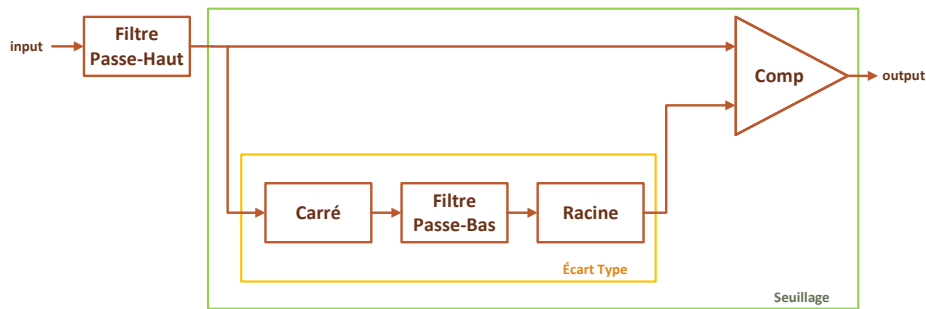 input
Filtre
Passe-Haut
Comp
output
Carré
Filtre
Passe-Bas
Racine
Écart Type
Seuillage